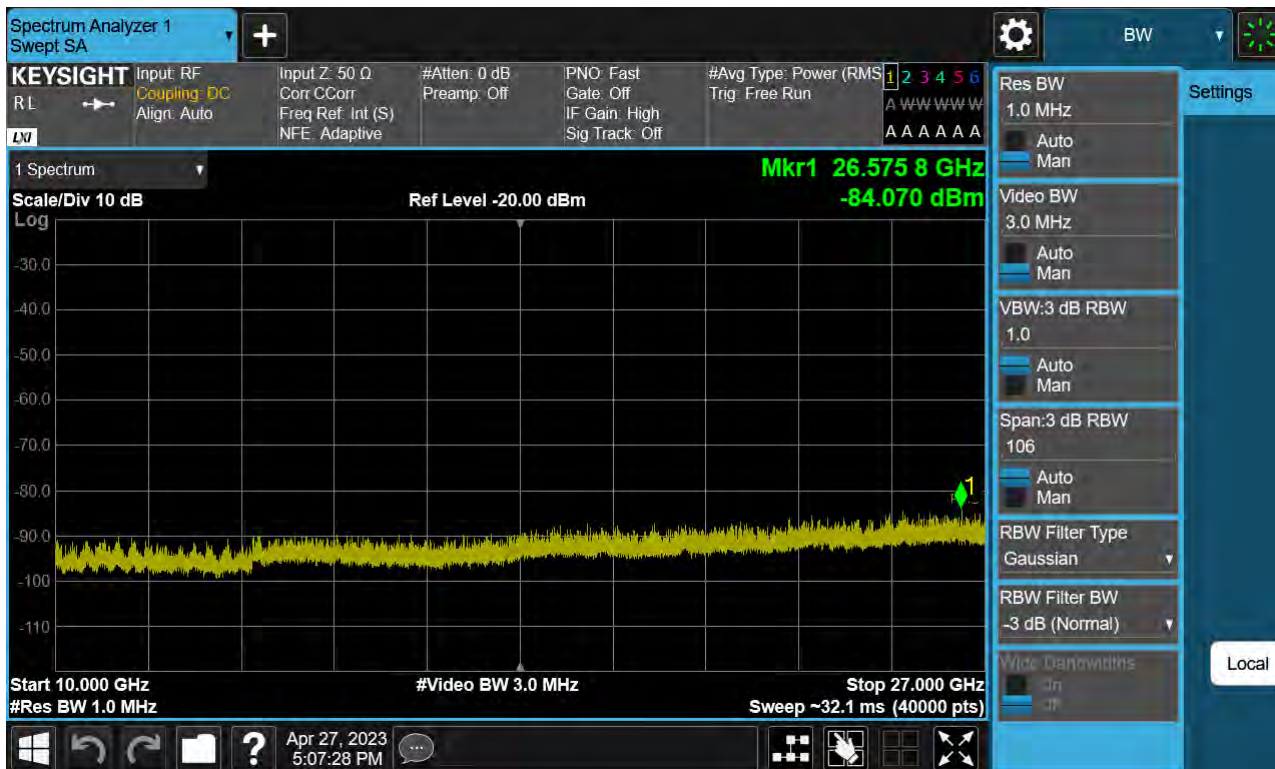 Spectrum Analyzer 1
Swept SA
BW
KEYSIGHT
R L
LXI
Input: RF
Coupling: DC
Align: Auto
Input Z: 50 Ω
Corr CCorr
Freq Ref: Int (S)
NFE: Adaptive
#Atten: 0 dB
Preamp: Off
PNO: Fast
Gate: Off
IF Gain: High
Sig Track: Off
#Avg Type: Power (RMS
Trig: Free Run
1 2 3 4 5 6
A W W W W W
A A A A A A
1 Spectrum
Scale/Div 10 dB
Log
Ref Level -20.00 dBm
Mkr1 26.575 8 GHz
-84.070 dBm
-30.0
-40.0
-50.0
-60.0
-70.0
-80.0
-90.0
-100
-110
1
Start 10.000 GHz
#Res BW 1.0 MHz
#Video BW 3.0 MHz
Stop 27.000 GHz
Sweep ~32.1 ms (40000 pts)
Res BW
1.0 MHz
Auto
Man
Video BW
3.0 MHz
Auto
Man
VBW:3 dB RBW
1.0
Auto
Man
Span:3 dB RBW
106
Auto
Man
RBW Filter Type
Gaussian
RBW Filter BW
-3 dB (Normal)
Settings
Local
?
Apr 27, 2023
5:07:28 PM